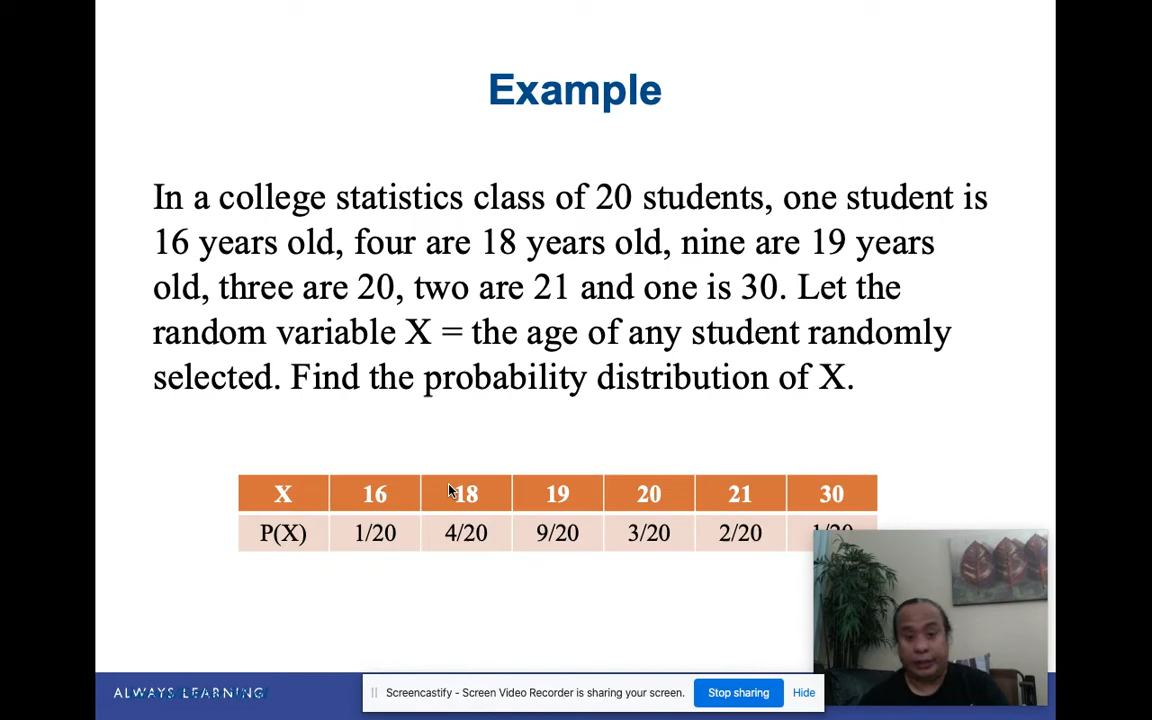 Example
In a college statistics class of 20 students, one student is
16 years old, four are 18 years old, nine are 19 years
old, three are 20, two are 21 and one is 30. Let the
random variable X = the age of any student randomly
selected. Find the probability distribution of X.
X 16 18 19 20 21 30
P(X) 1/20 4/20 9/20 3/20 2/20 1/20
ALWAYS LEARNING
Screencastify - Screen Video Recorder is sharing your screen. Stop sharing Hide